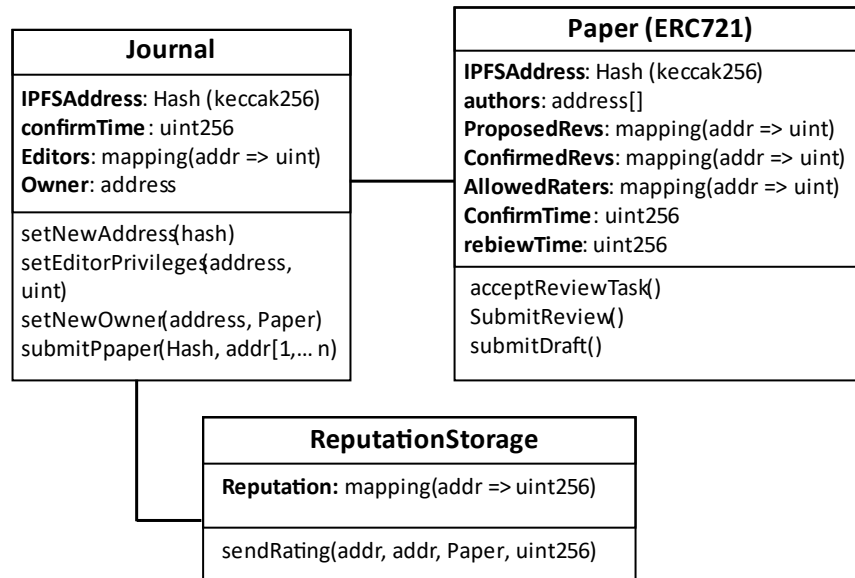 Journal
IPFSAddress: Hash (keccak256)
confirmTime: uint256
Editors: mapping(addr => uint)
Owner: address
setNewAddress(hash)
setEditorPrivileges(address,
uint)
setNewOwner(address, Paper)
submitPpaper(Hash, addr[1,... n)
Paper (ERC721)
IPFSAddress: Hash (keccak256)
authors: address[]
ProposedRevs: mapping(addr => uint)
ConfirmedRevs: mapping(addr => uint)
AllowedRaters: mapping(addr => uint)
ConfirmTime: uint256
rebiewTime: uint256
acceptReviewTask()
SubmitReview()
submitDraft()
ReputationStorage
Reputation: mapping(addr => uint256)
sendRating(addr, addr, Paper, uint256)